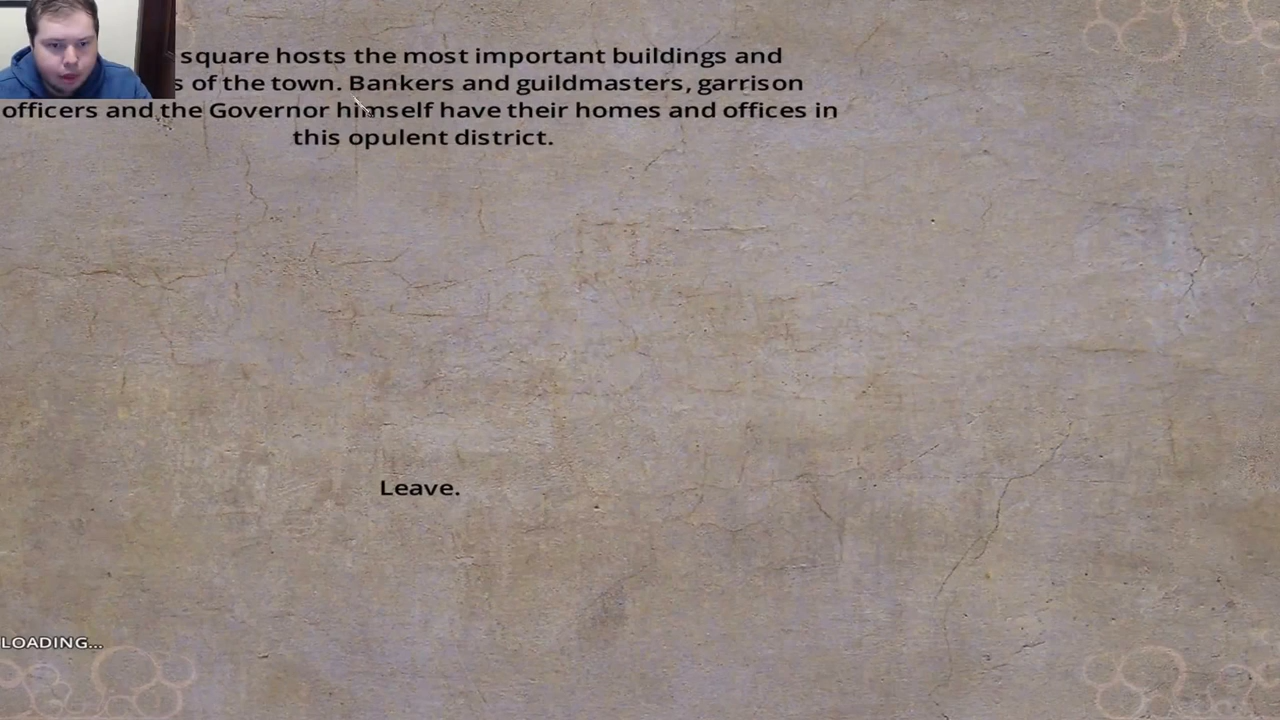 square hosts the most important buildings and
s of the town. Bankers and guildmasters, garrison
officers and the Governor himself have their homes and offices in
this opulent district.
Leave.
LOADING...